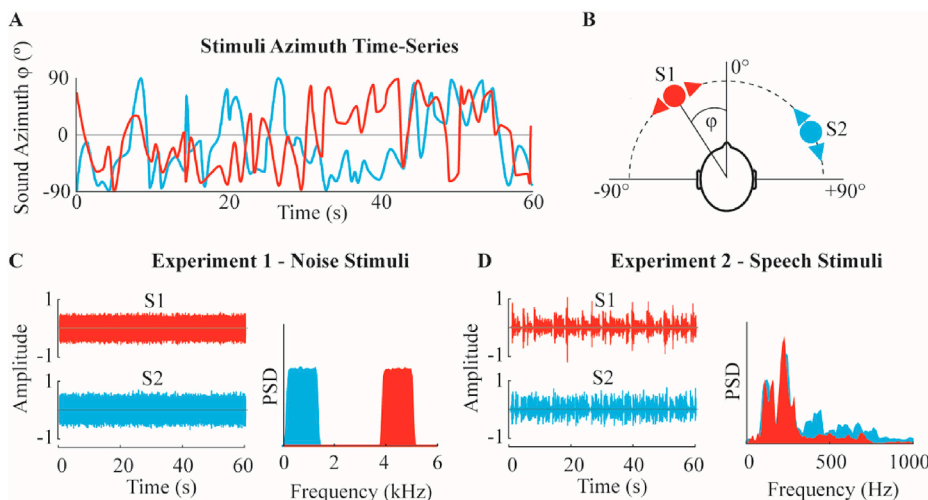 A
Stimuli Azimuth Time-Series
Sound Azimuth φ (º)
90
0
-90
0
20
40
60
Time (s)
B
0°
S1
φ
S2
-90°
+90°
C
Experiment 1 - Noise Stimuli
Amplitude
1
S1
-1
1
S2
-1
0
20
40
60
Time (s)
PSD
0
2
4
6
Frequency (kHz)
D
Experiment 2 - Speech Stimuli
Amplitude
1
S1
-1
1
S2
-1
0
20
40
60
Time (s)
PSD
0
500
1000
Frequency (Hz)